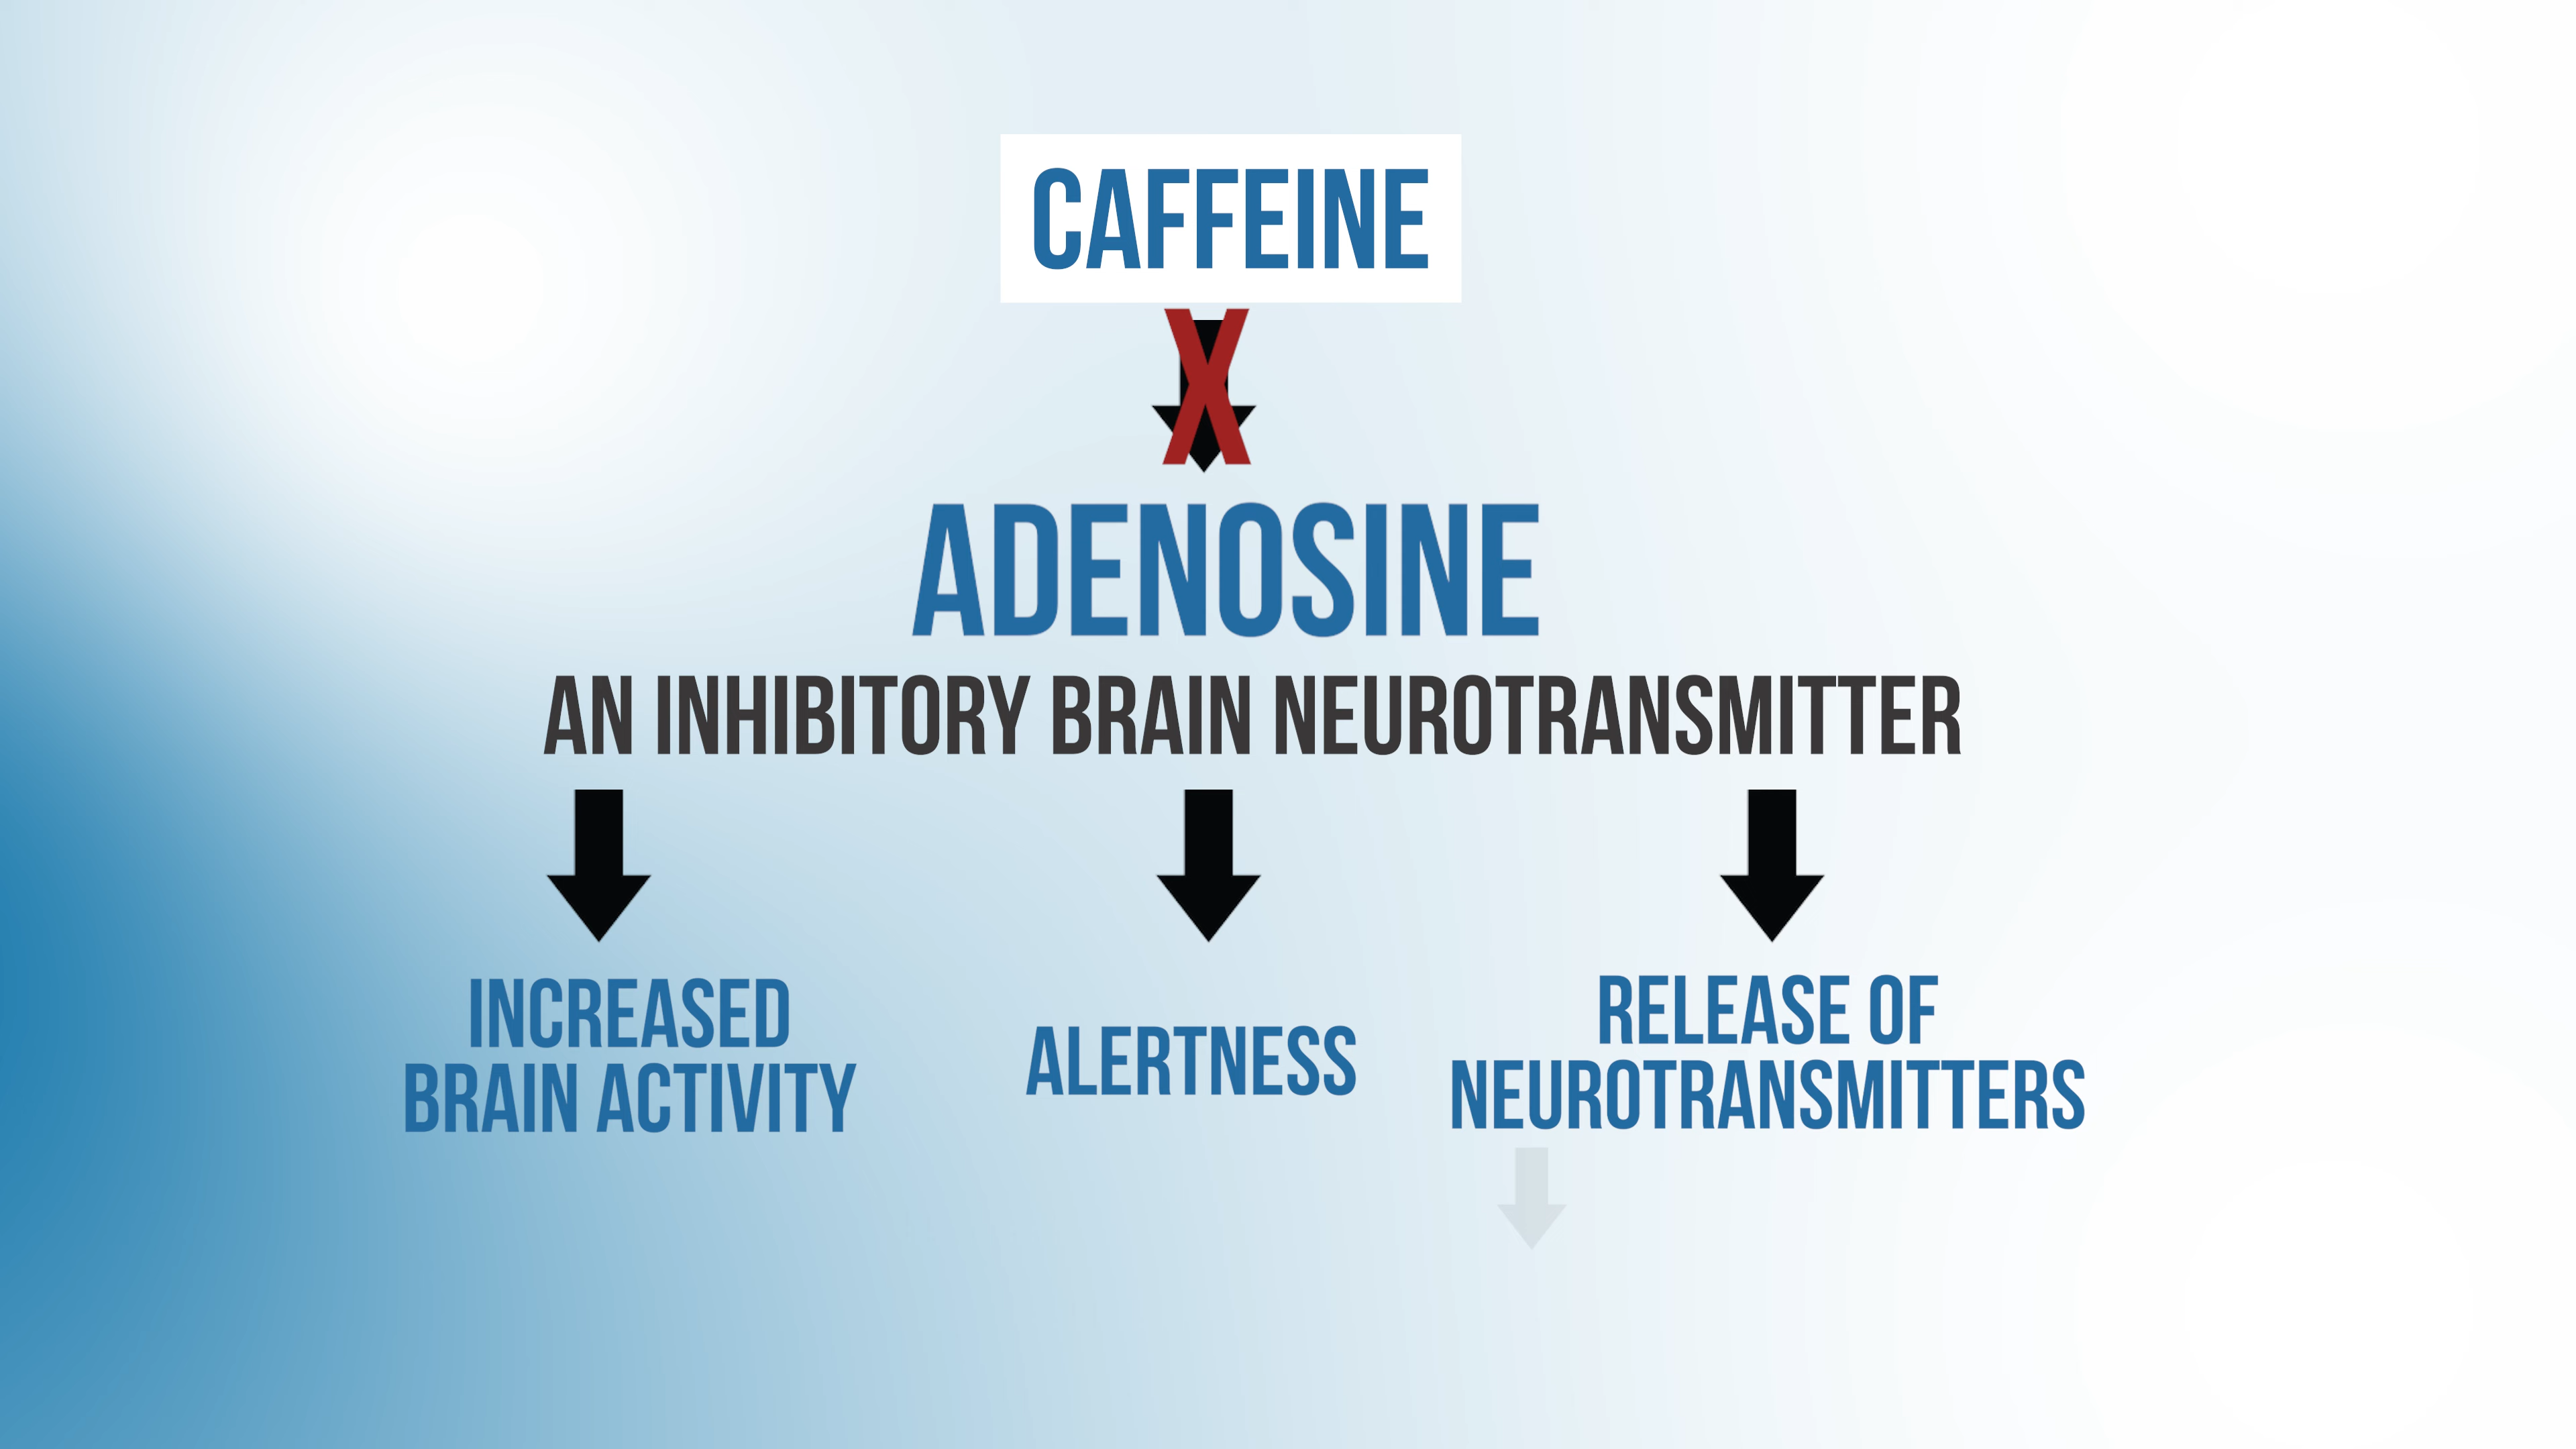 CAFFEINE
X
ADENOSINE
AN INHIBITORY BRAIN NEUROTRANSMITTER
INCREASED
BRAIN ACTIVITY
ALERTNESS
RELEASE OF
NEUROTRANSMITTERS